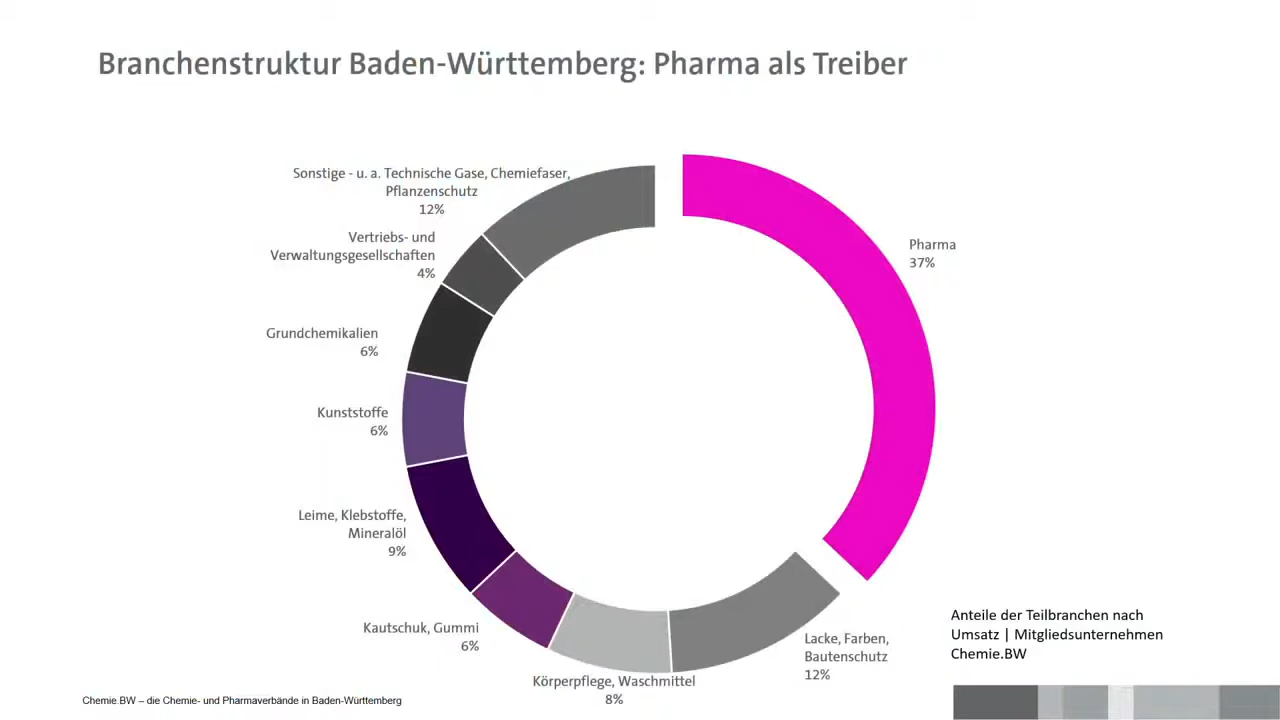 Branchenstruktur Baden-Württemberg: Pharma als Treiber
Sonstige - u. a. Technische Gase, Chemiefaser,
Pflanzenschutz
12%
Vertriebs- und
Verwaltungsgesellschaften
4%
Grundchemikalien
6%
Kunststoffe
6%
Leime, Klebstoffe,
Mineralöl
9%
Kautschuk, Gummi
6%
Körperpflege, Waschmittel
8%
Lacke, Farben,
Bautenschutz
12%
Pharma
37%
Anteile der Teilbranchen nach
Umsatz | Mitgliedsunternehmen
Chemie.BW
Chemie.BW – die Chemie- und Pharmaverbände in Baden-Württemberg